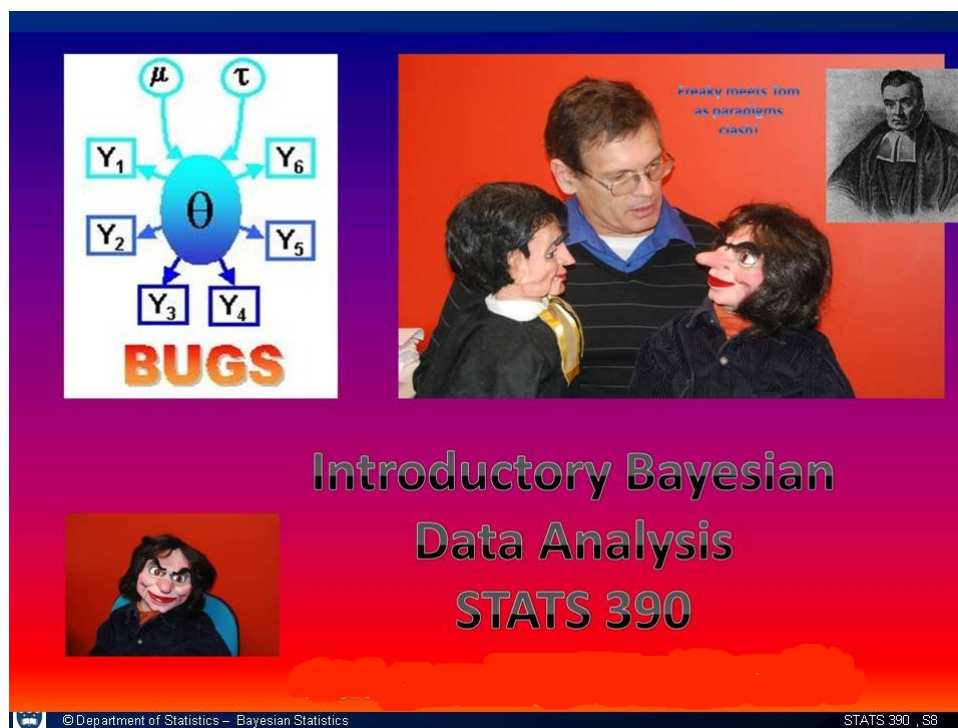 μ τ
Y1 Y6
θ
Y2 Y5
Y3 Y4
BUGS
Freaky meets Tom
as paradigms
clash!
Introductory Bayesian
Data Analysis
STATS 390
© Department of Statistics – Bayesian Statistics
STATS 390 , S8